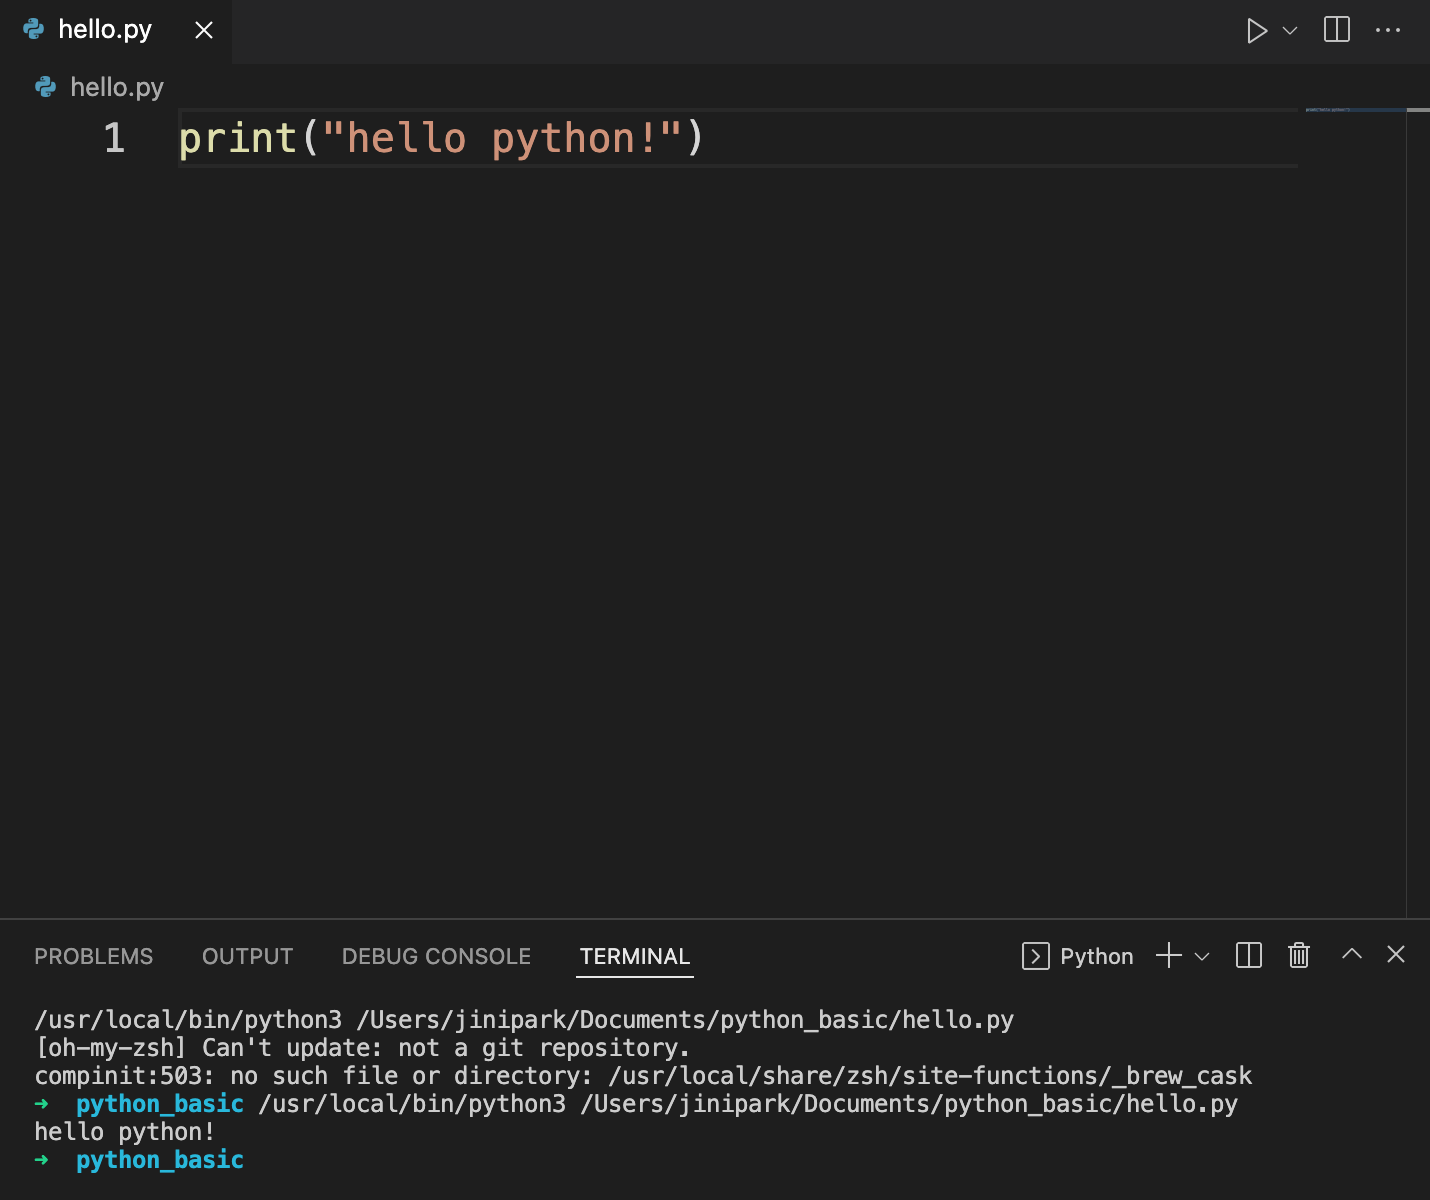 hello.py
hello.py
1 print("hello python!")
PROBLEMS OUTPUT DEBUG CONSOLE TERMINAL Python
/usr/local/bin/python3 /Users/jinipark/Documents/python_basic/hello.py
[oh-my-zsh] Can't update: not a git repository.
compinit:503: no such file or directory: /usr/local/share/zsh/site-functions/_brew_cask
➜ python_basic /usr/local/bin/python3 /Users/jinipark/Documents/python_basic/hello.py
hello python!
➜ python_basic